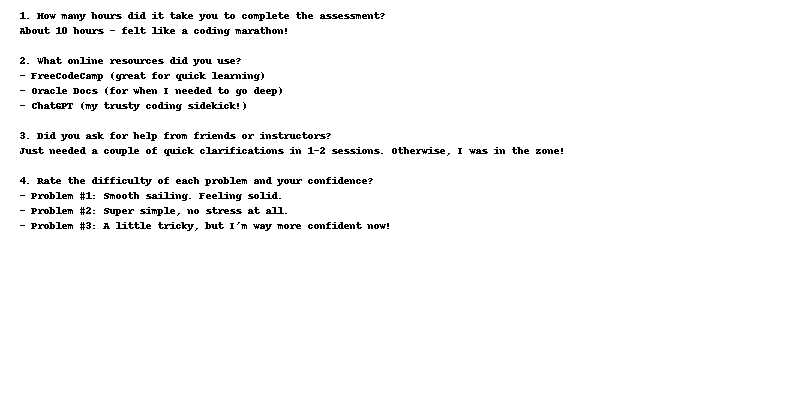 1. How many hours did it take you to complete the assessment?
About 10 hours – felt like a coding marathon!
2. What online resources did you use?
– FreeCodeCamp (great for quick learning)
– Oracle Docs (for when I needed to go deep)
– ChatGPT (my trusty coding sidekick!)
3. Did you ask for help from friends or instructors?
Just needed a couple of quick clarifications in 1–2 sessions. Otherwise, I was in the zone!
4. Rate the difficulty of each problem and your confidence?
– Problem #1: Smooth sailing. Feeling solid.
– Problem #2: Super simple, no stress at all.
– Problem #3: A little tricky, but I'm way more confident now!